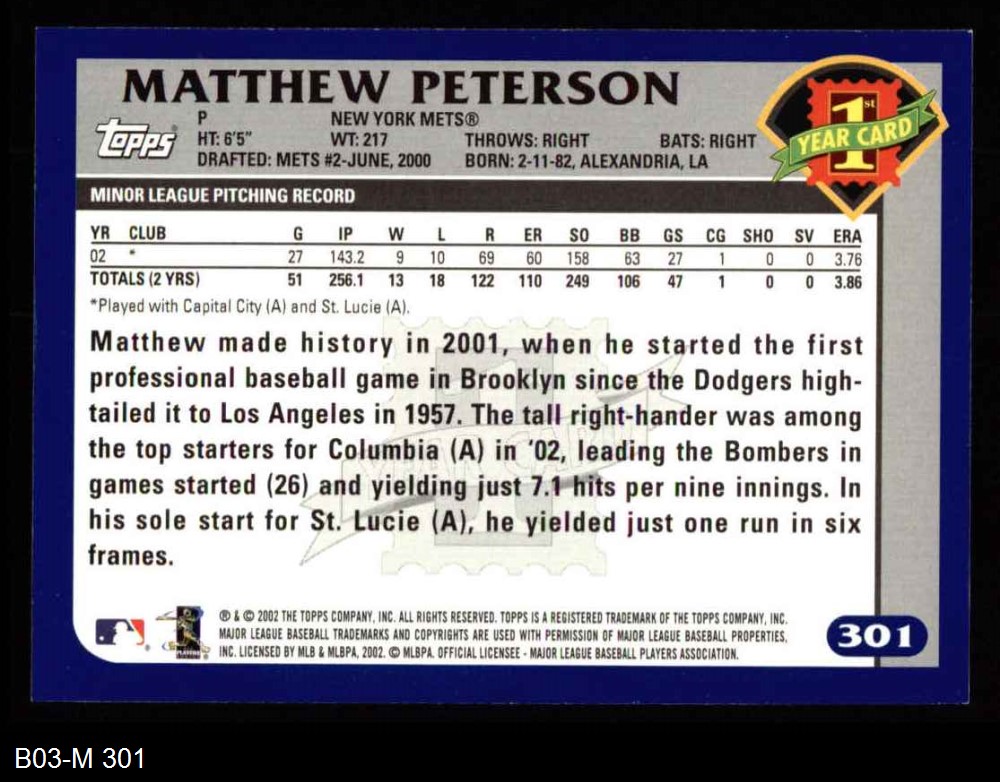 MATTHEW PETERSON
1st
YEAR CARD
topps
P NEW YORK METS®
HT: 6'5" WT: 217 THROWS: RIGHT BATS: RIGHT
DRAFTED: METS #2-JUNE, 2000 BORN: 2-11-82, ALEXANDRIA, LA
MINOR LEAGUE PITCHING RECORD
YR CLUB G IP W L R ER SO BB GS CG SHO SV ERA
02 * 27 143.2 9 10 69 60 158 63 27 1 0 0 3.76
TOTALS (2 YRS) 51 256.1 13 18 122 110 249 106 47 1 0 0 3.86
*Played with Capital City (A) and St. Lucie (A).
Matthew made history in 2001, when he started the first
professional baseball game in Brooklyn since the Dodgers high-
tailed it to Los Angeles in 1957. The tall right-hander was among
the top starters for Columbia (A) in '02, leading the Bombers in
games started (26) and yielding just 7.1 hits per nine innings. In
his sole start for St. Lucie (A), he yielded just one run in six
frames.
® & © 2002 THE TOPPS COMPANY, INC. ALL RIGHTS RESERVED. TOPPS IS A REGISTERED TRADEMARK OF THE TOPPS COMPANY, INC.
MAJOR LEAGUE BASEBALL TRADEMARKS AND COPYRIGHTS ARE USED WITH PERMISSION OF MAJOR LEAGUE BASEBALL PROPERTIES,
INC. LICENSED BY MLB & MLBPA, 2002. © MLBPA. OFFICIAL LICENSEE - MAJOR LEAGUE BASEBALL PLAYERS ASSOCIATION.
301
B03-M 301